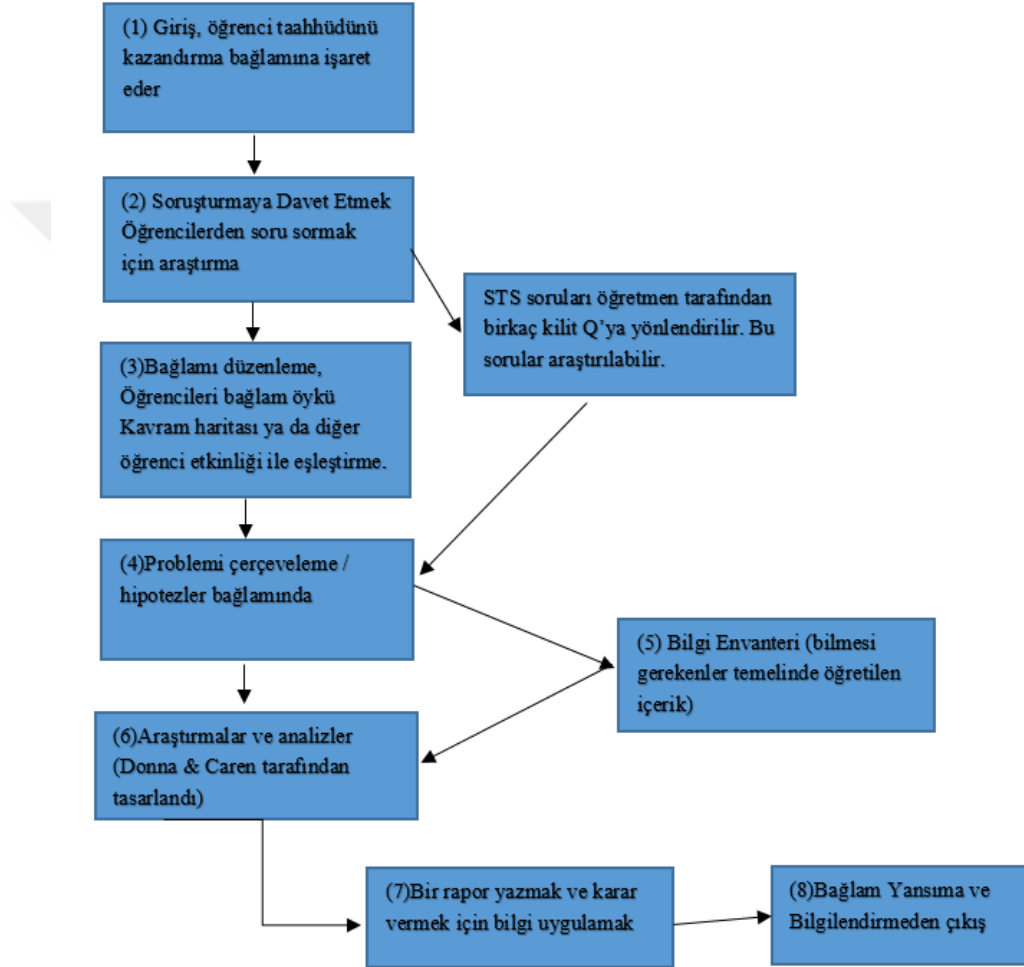 (1) Giriş, öğrenci taahhüdünü
kazandırma bağlamına işaret
eder
(2) Soruşturmaya Davet Etmek
Öğrencilerden soru sormak
için araştırma
STS soruları öğretmen tarafından
birkaç kilit Q’ya yönlendirilir. Bu
sorular araştırılabilir.
(3)Bağlamı düzenleme,
Öğrencileri bağlam öykü
Kavram haritası ya da diğer
öğrenci etkinliği ile eşleştirme.
(4)Problemi çerçeveleme /
hipotezler bağlamında
(5) Bilgi Envanteri (bilmesi
gerekenler temelinde öğretilen
içerik)
(6)Araştırmalar ve analizler
(Donna & Caren tarafından
tasarlandı)
(7)Bir rapor yazmak ve karar
vermek için bilgi uygulamak
(8)Bağlam Yansıma ve
Bilgilendirmeden çıkış